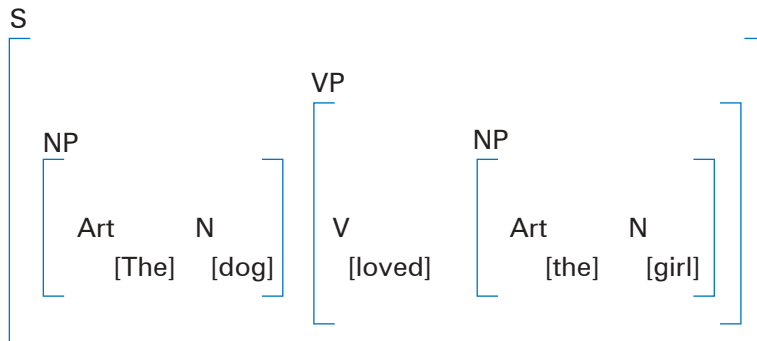 S
VP
NP NP
Art N V Art N
[The] [dog] [loved] [the] [girl]